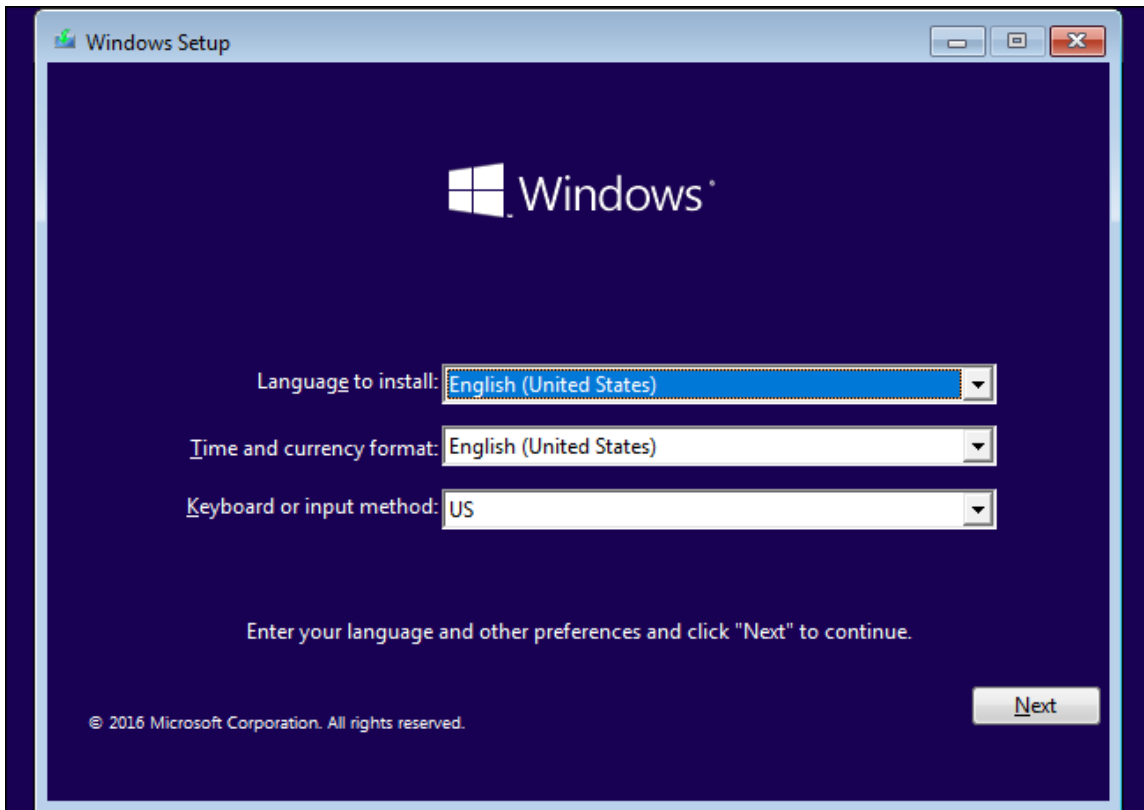 Windows Setup
Windows
Language to install: English (United States)
Time and currency format: English (United States)
Keyboard or input method: US
Enter your language and other preferences and click "Next" to continue.
Next
© 2016 Microsoft Corporation. All rights reserved.